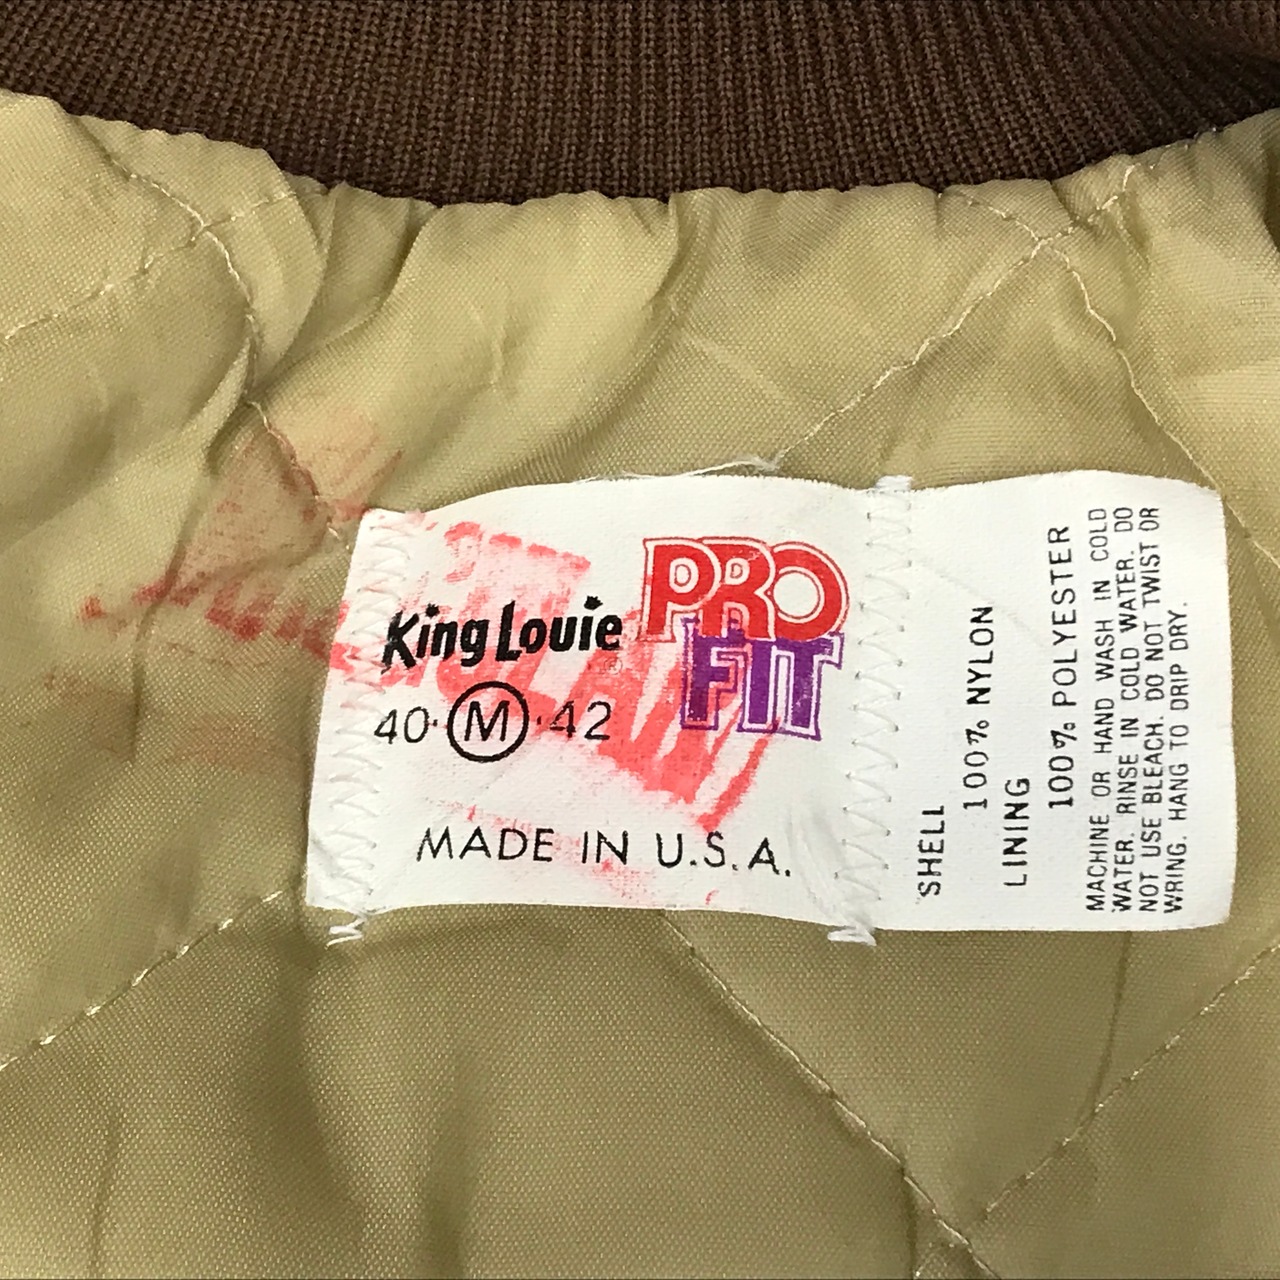 King Louie
PRO
FIT
40·M·42
MADE IN U.S.A.
SHELL
100% NYLON
LINING
100% POLYESTER
MACHINE OR HAND WASH IN COLD
WATER. RINSE IN COLD WATER. DO
NOT USE BLEACH. DO NOT TWIST OR
WRING. HANG TO DRIP DRY.